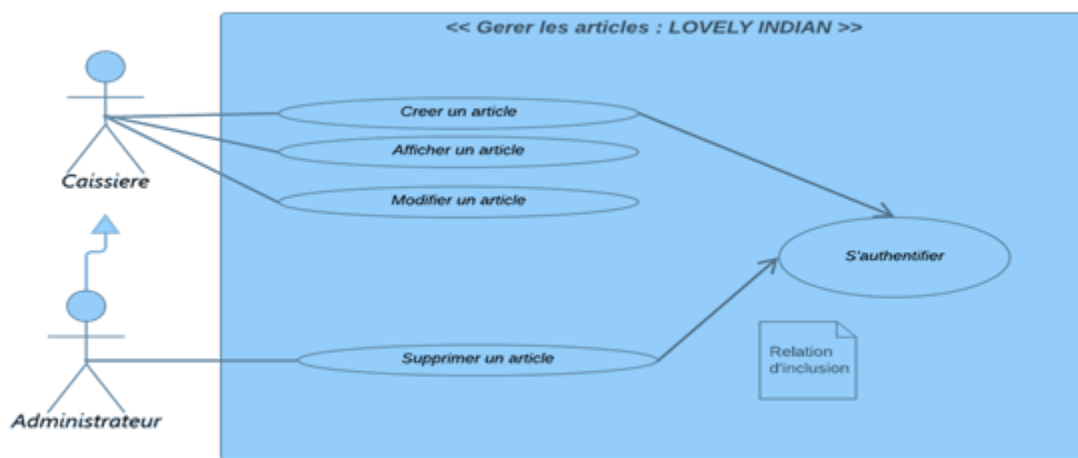 << Gerer les articles : LOVELY INDIAN >>
Creer un article
Afficher un article
Caissiere
Modifier un article
S'authentifier
Supprimer un article
Relation
d'inclusion
Administrateur